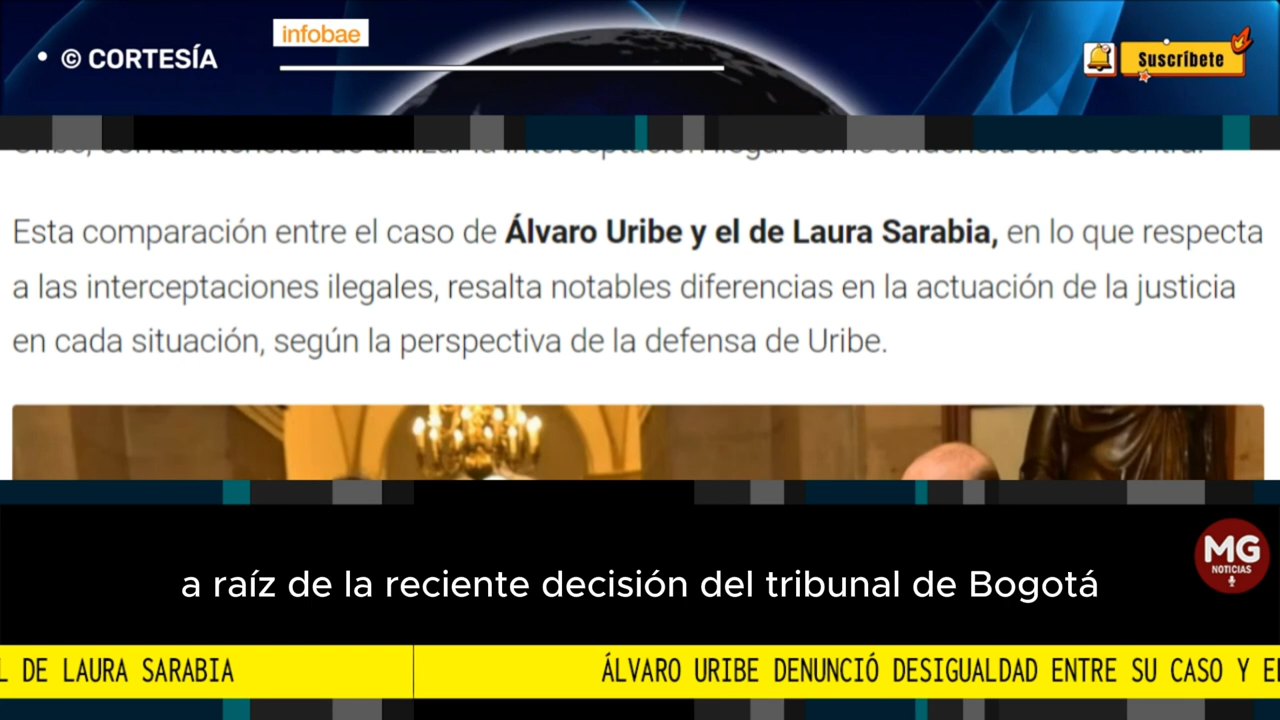 infobae
• © CORTESÍA
Suscríbete
Esta comparación entre el caso de Álvaro Uribe y el de Laura Sarabia, en lo que respecta
a las interceptaciones ilegales, resalta notables diferencias en la actuación de la justicia
en cada situación, según la perspectiva de la defensa de Uribe.
MG
NOTICIAS
a raíz de la reciente decisión del tribunal de Bogotá
L DE LAURA SARABIA
ÁLVARO URIBE DENUNCIÓ DESIGUALDAD ENTRE SU CASO Y E